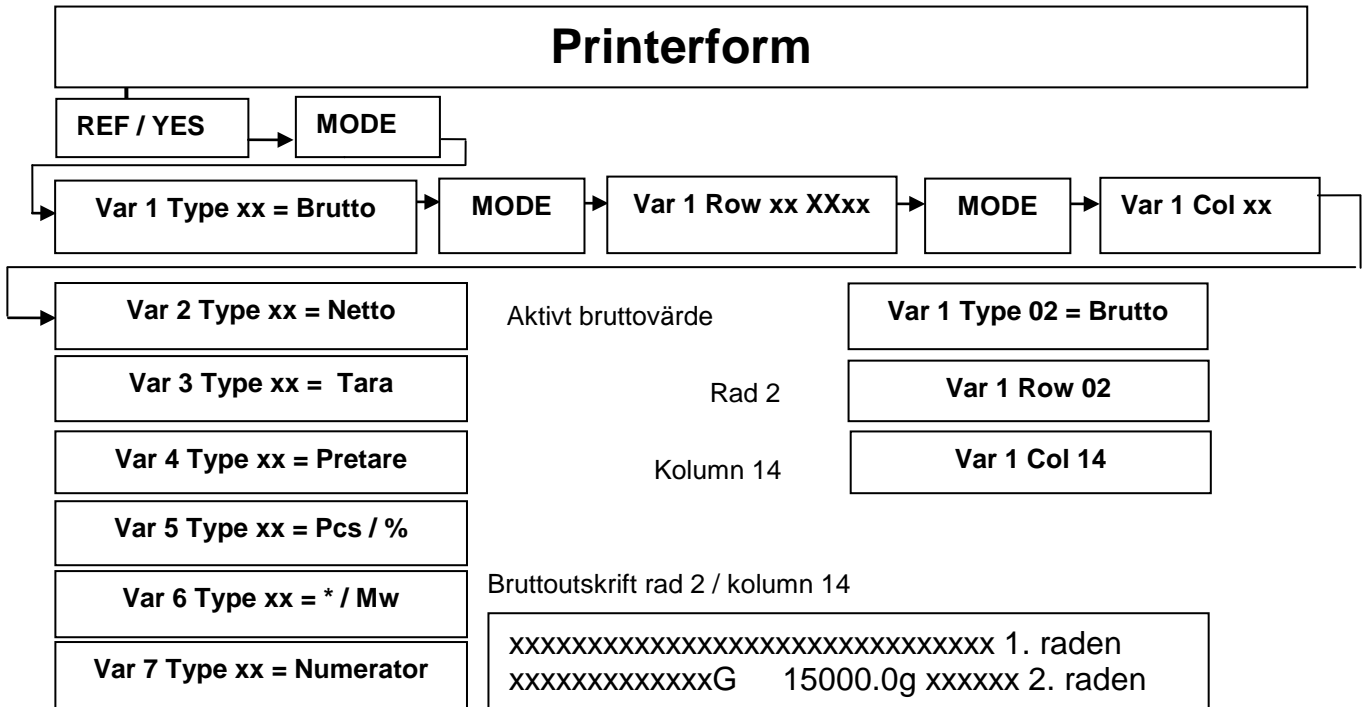 Printerform
REF / YES
MODE
Var 1 Type xx = Brutto
MODE
Var 1 Row xx XXxx
MODE
Var 1 Col xx
Var 2 Type xx = Netto
Aktivt bruttovärde
Var 1 Type 02 = Brutto
Var 3 Type xx = Tara
Rad 2
Var 1 Row 02
Var 4 Type xx = Pretare
Kolumn 14
Var 1 Col 14
Var 5 Type xx = Pcs / %
Var 6 Type xx = * / Mw
Bruttoutskrift rad 2 / kolumn 14
Var 7 Type xx = Numerator
xxxxxxxxxxxxxxxxxxxxxxxxxxxxxxx 1. raden
xxxxxxxxxxxxxG 15000.0g xxxxxx 2. raden